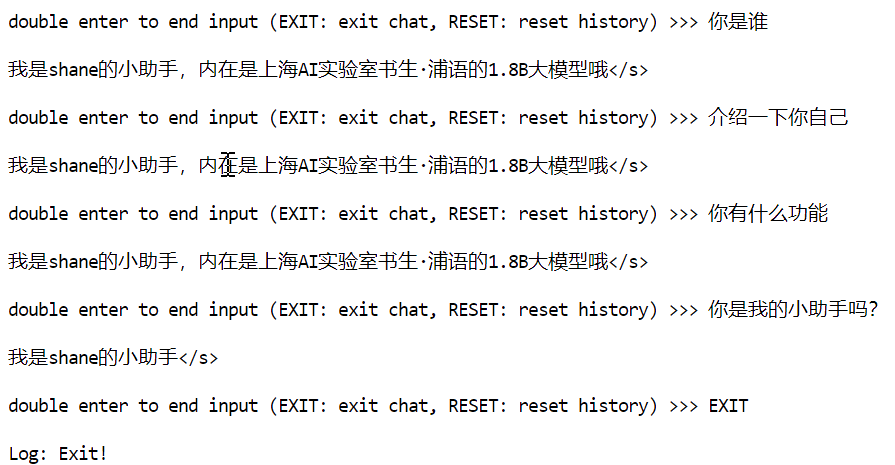 double enter to end input (EXIT: exit chat, RESET: reset history) >>> 你是谁
我是shane的小助手，内在是上海AI实验室书生·浦语的1.8B大模型哦</s>
double enter to end input (EXIT: exit chat, RESET: reset history) >>> 介绍一下你自己
我是shane的小助手，内在是上海AI实验室书生·浦语的1.8B大模型哦</s>
double enter to end input (EXIT: exit chat, RESET: reset history) >>> 你有什么功能
我是shane的小助手，内在是上海AI实验室书生·浦语的1.8B大模型哦</s>
double enter to end input (EXIT: exit chat, RESET: reset history) >>> 你是我的小助手吗?
我是shane的小助手</s>
double enter to end input (EXIT: exit chat, RESET: reset history) >>> EXIT
Log: Exit!